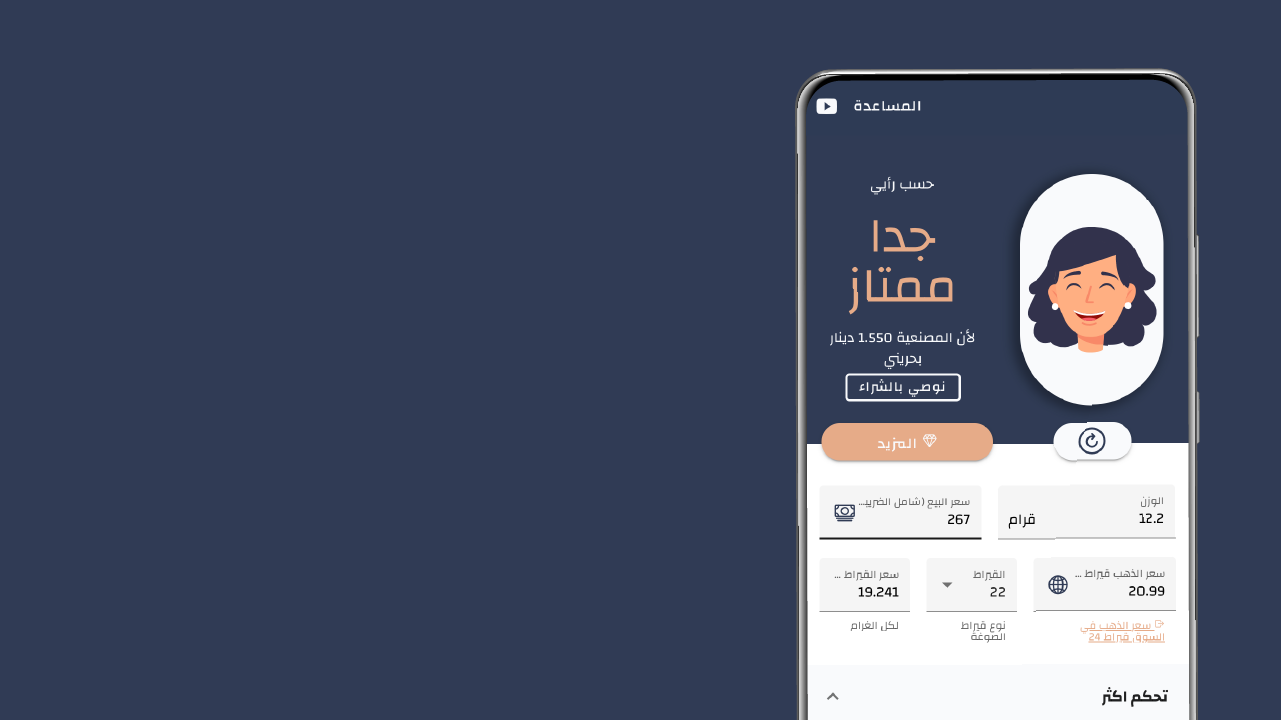 المساعدة
حسب رأيي
جدا
ممتاز
لأن المصنعية 1.550 دينار
بحريني
نوصي بالشراء
المزيد
الوزن
12.2
قرام
سعر البيع (شامل الضريبـ...
267
سعر الذهب قيراط ...
20.99
القيراط
22
سعر القيراط ...
19.241
سعر الذهب في
السوق قيراط 24
نوع قيراط
الصوغة
لكل الغرام
تحكم اكثر